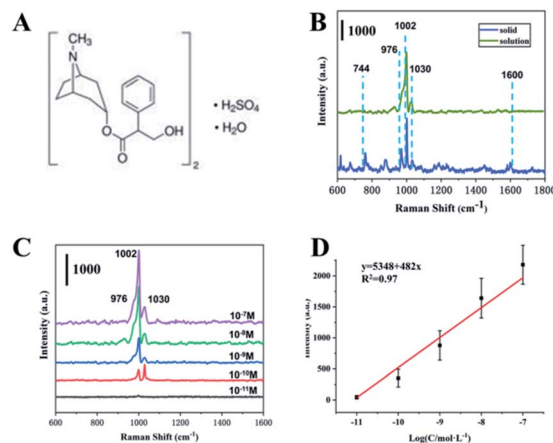 A
CH₃
N
O
O
OH
2
• H₂SO₄
• H₂O
B
1000
1002
976
1030
744
1600
solid
solution
Intensity (a.u.)
600 800 1000 1200 1400 1600 1800
Raman Shift (cm⁻¹)
C
1000
1002
976
1030
10⁻⁷M
10⁻⁸M
10⁻⁹M
10⁻¹⁰M
10⁻¹¹M
Intensity (a.u.)
600 800 1000 1200 1400 1600
Raman Shift (cm⁻¹)
D
y=5348+482x
R²=0.97
2000
1500
1000
500
0
Intensity (a.u.)
-11 -10 -9 -8 -7
Log(C/mol·L⁻¹)